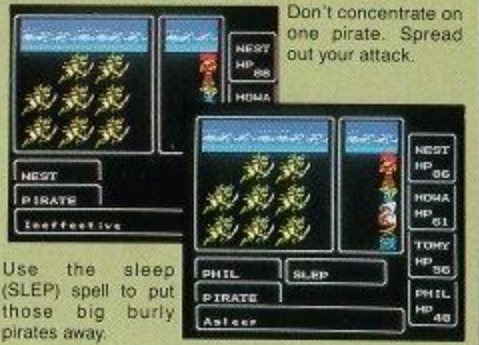 Don't concentrate on
one pirate. Spread
out your attack.
NEST
HP
88
HOWA
NEST
PIRATE
Ineffective
NEST
HP
86
HOWA
HP
61
TOMY
HP
56
PHIL
HP
48
PHIL
SLEP
PIRATE
Asleep
Use the sleep
(SLEP) spell to put
those big burly
pirates away.